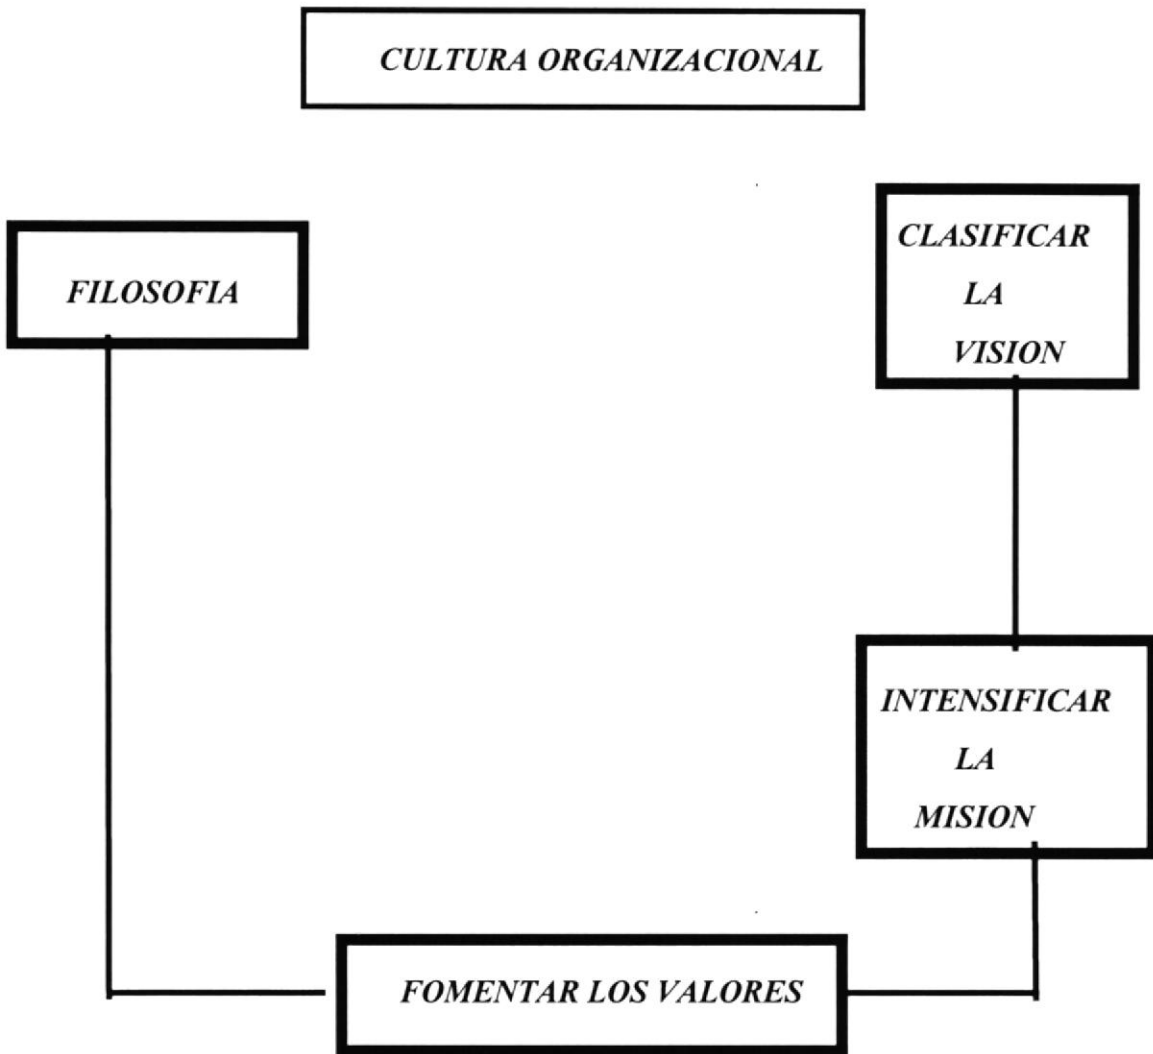 CULTURA ORGANIZACIONAL
FILOSOFIA
CLASIFICAR
LA
VISION
INTENSIFICAR
LA
MISION
FOMENTAR LOS VALORES